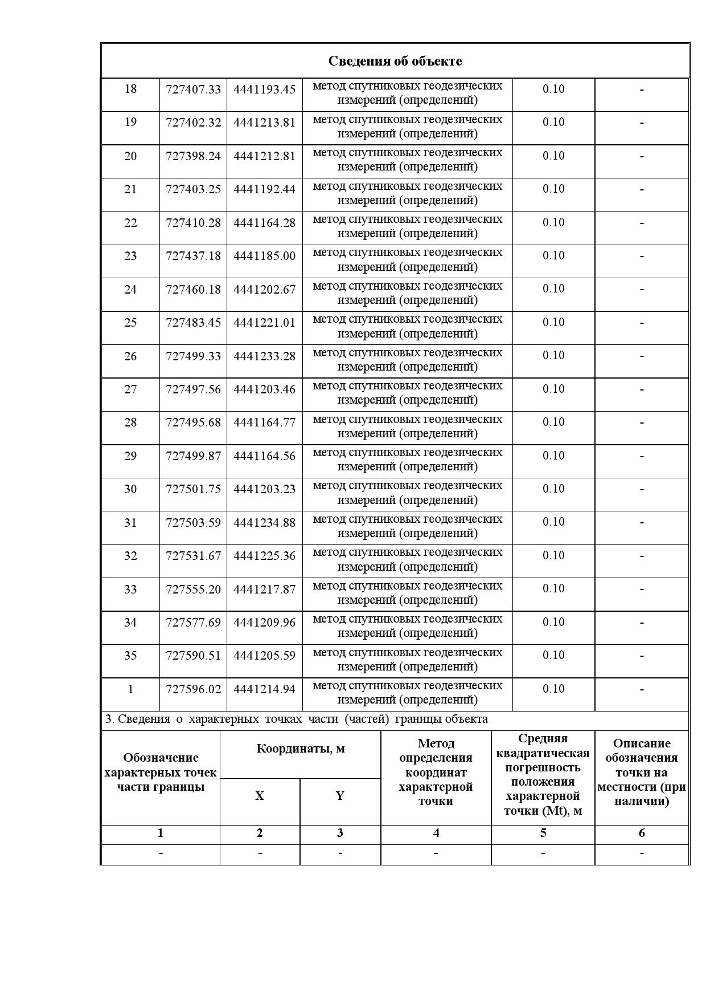 Сведения об объекте
18 727407.33 4441193.45 метод спутниковых геодезических измерений (определений) 0.10 -
19 727402.32 4441213.81 метод спутниковых геодезических измерений (определений) 0.10 -
20 727398.24 4441212.81 метод спутниковых геодезических измерений (определений) 0.10 -
21 727403.25 4441192.44 метод спутниковых геодезических измерений (определений) 0.10 -
22 727410.28 4441164.28 метод спутниковых геодезических измерений (определений) 0.10 -
23 727437.18 4441185.00 метод спутниковых геодезических измерений (определений) 0.10 -
24 727460.18 4441202.67 метод спутниковых геодезических измерений (определений) 0.10 -
25 727483.45 4441221.01 метод спутниковых геодезических измерений (определений) 0.10 -
26 727499.33 4441233.28 метод спутниковых геодезических измерений (определений) 0.10 -
27 727497.56 4441203.46 метод спутниковых геодезических измерений (определений) 0.10 -
28 727495.68 4441164.77 метод спутниковых геодезических измерений (определений) 0.10 -
29 727499.87 4441164.56 метод спутниковых геодезических измерений (определений) 0.10 -
30 727501.75 4441203.23 метод спутниковых геодезических измерений (определений) 0.10 -
31 727503.59 4441234.88 метод спутниковых геодезических измерений (определений) 0.10 -
32 727531.67 4441225.36 метод спутниковых геодезических измерений (определений) 0.10 -
33 727555.20 4441217.87 метод спутниковых геодезических измерений (определений) 0.10 -
34 727577.69 4441209.96 метод спутниковых геодезических измерений (определений) 0.10 -
35 727590.51 4441205.59 метод спутниковых геодезических измерений (определений) 0.10 -
1 727596.02 4441214.94 метод спутниковых геодезических измерений (определений) 0.10 -
3. Сведения о характерных точках части (частей) границы объекта
Обозначение
характерных точек
части границы
Координаты, м
X Y
Метод
определения
координат
характерной
точки
Средняя
квадратическая
погрешность
положения
характерной
точки (Mt), м
Описание
обозначения
точки на
местности (при
наличии)
1 2 3 4 5 6
- - - - - -